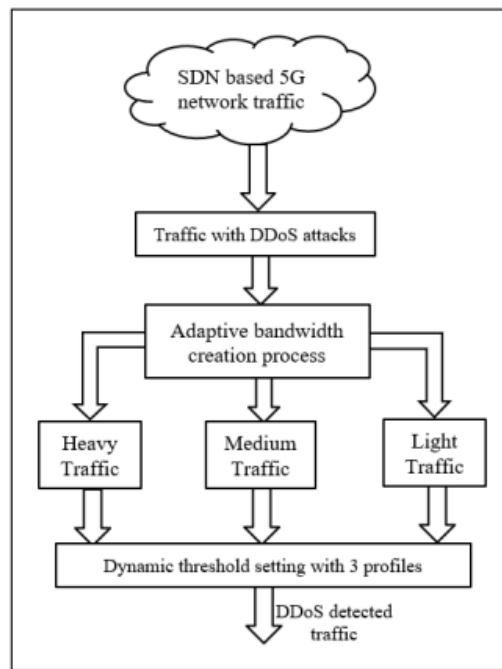 SDN based 5G
network traffic
Traffic with DDoS attacks
Adaptive bandwidth
creation process
Heavy
Traffic
Medium
Traffic
Light
Traffic
Dynamic threshold setting with 3 profiles
DDoS detected
traffic